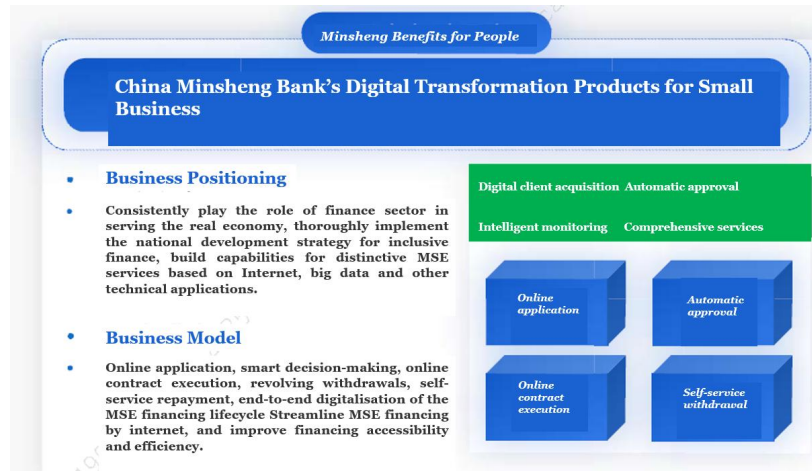 Minsheng Benefits for People
China Minsheng Bank's Digital Transformation Products for Small
Business
Business Positioning
Consistently play the role of finance sector in
serving the real economy, thoroughly implement
the national development strategy for inclusive
finance, build capabilities for distinctive MSE
services based on Internet, big data and other
technical applications.
Business Model
Online application, smart decision-making, online
contract execution, revolving withdrawals, self-
service repayment, end-to-end digitalisation of the
MSE financing lifecycle Streamline MSE financing
by internet, and improve financing accessibility
and efficiency.
Digital client acquisition Automatic approval
Intelligent monitoring Comprehensive services
Online
application
Automatic
approval
Online
contract
execution
Self-service
withdrawal